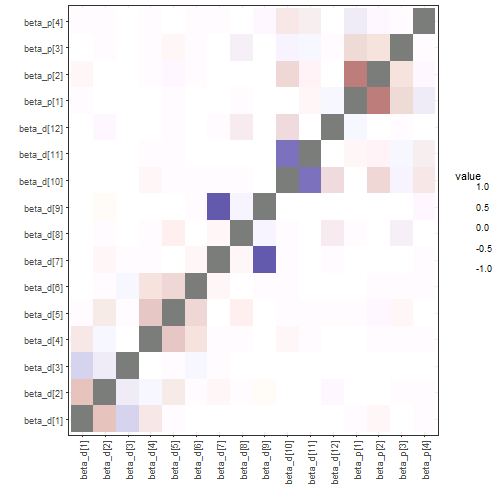 beta_p[4]
beta_p[3]
beta_p[2]
beta_p[1]
beta_d[12]
beta_d[11]
beta_d[10]
beta_d[9]
beta_d[8]
beta_d[7]
beta_d[6]
beta_d[5]
beta_d[4]
beta_d[3]
beta_d[2]
beta_d[1]
beta_d[1]
beta_d[2]
beta_d[3]
beta_d[4]
beta_d[5]
beta_d[6]
beta_d[7]
beta_d[8]
beta_d[9]
beta_d[10]
beta_d[11]
beta_d[12]
beta_p[1]
beta_p[2]
beta_p[3]
beta_p[4]
value
1.0
0.5
0.0
-0.5
-1.0